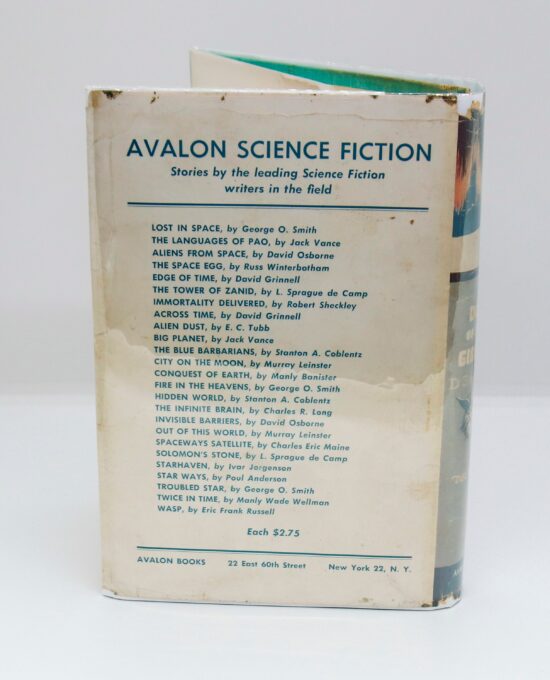 AVALON SCIENCE FICTION
Stories by the leading Science Fiction
writers in the field
LOST IN SPACE, by George O. Smith
THE LANGUAGES OF PAO, by Jack Vance
ALIENS FROM SPACE, by David Osborne
THE SPACE EGG, by Russ Winterbotham
EDGE OF TIME, by David Grinnell
THE TOWER OF ZANID, by L. Sprague de Camp
IMMORTALITY DELIVERED, by Robert Sheckley
ACROSS TIME, by David Grinnell
ALIEN DUST, by E. C. Tubb
BIG PLANET, by Jack Vance
THE BLUE BARBARIANS, by Stanton A. Coblentz
CITY ON THE MOON, by Murray Leinster
CONQUEST OF EARTH, by Manly Banister
FIRE IN THE HEAVENS, by George O. Smith
HIDDEN WORLD, by Stanton A. Coblentz
THE INFINITE BRAIN, by Charles R. Long
INVISIBLE BARRIERS, by David Osborne
OUT OF THIS WORLD, by Murray Leinster
SPACEWAYS SATELLITE, by Charles Eric Maine
SOLOMON'S STONE, by L. Sprague de Camp
STARHAVEN, by Ivar Jorgenson
STAR WAYS, by Poul Anderson
TROUBLED STAR, by George O. Smith
TWICE IN TIME, by Manly Wade Wellman
WASP, by Eric Frank Russell
Each $2.75
AVALON BOOKS 22 East 60th Street New York 22, N. Y.